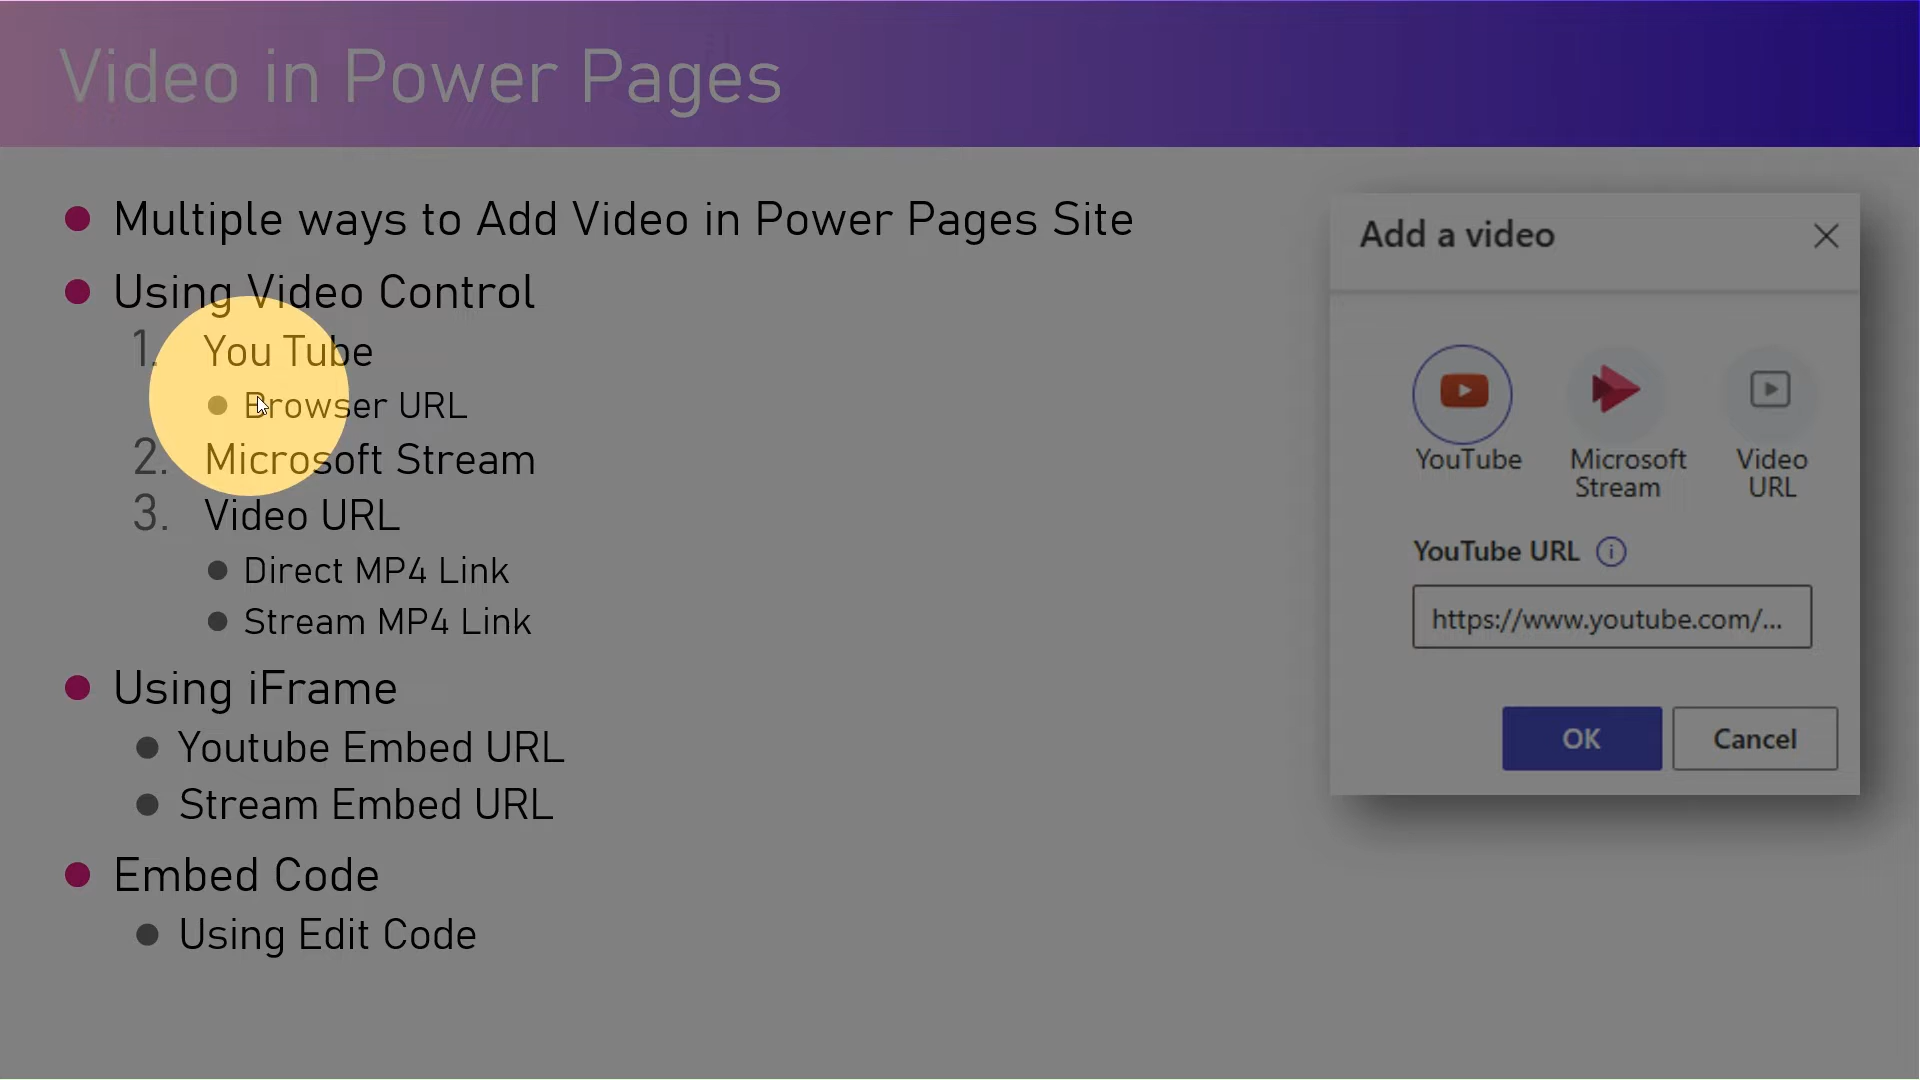 Video in Power Pages
Multiple ways to Add Video in Power Pages Site
Using Video Control
1. You Tube
Browser URL
2. Microsoft Stream
3. Video URL
Direct MP4 Link
Stream MP4 Link
Using iFrame
Youtube Embed URL
Stream Embed URL
Embed Code
Using Edit Code
Add a video
YouTube
Microsoft
Stream
Video
URL
YouTube URL
https://www.youtube.com/...
OK
Cancel